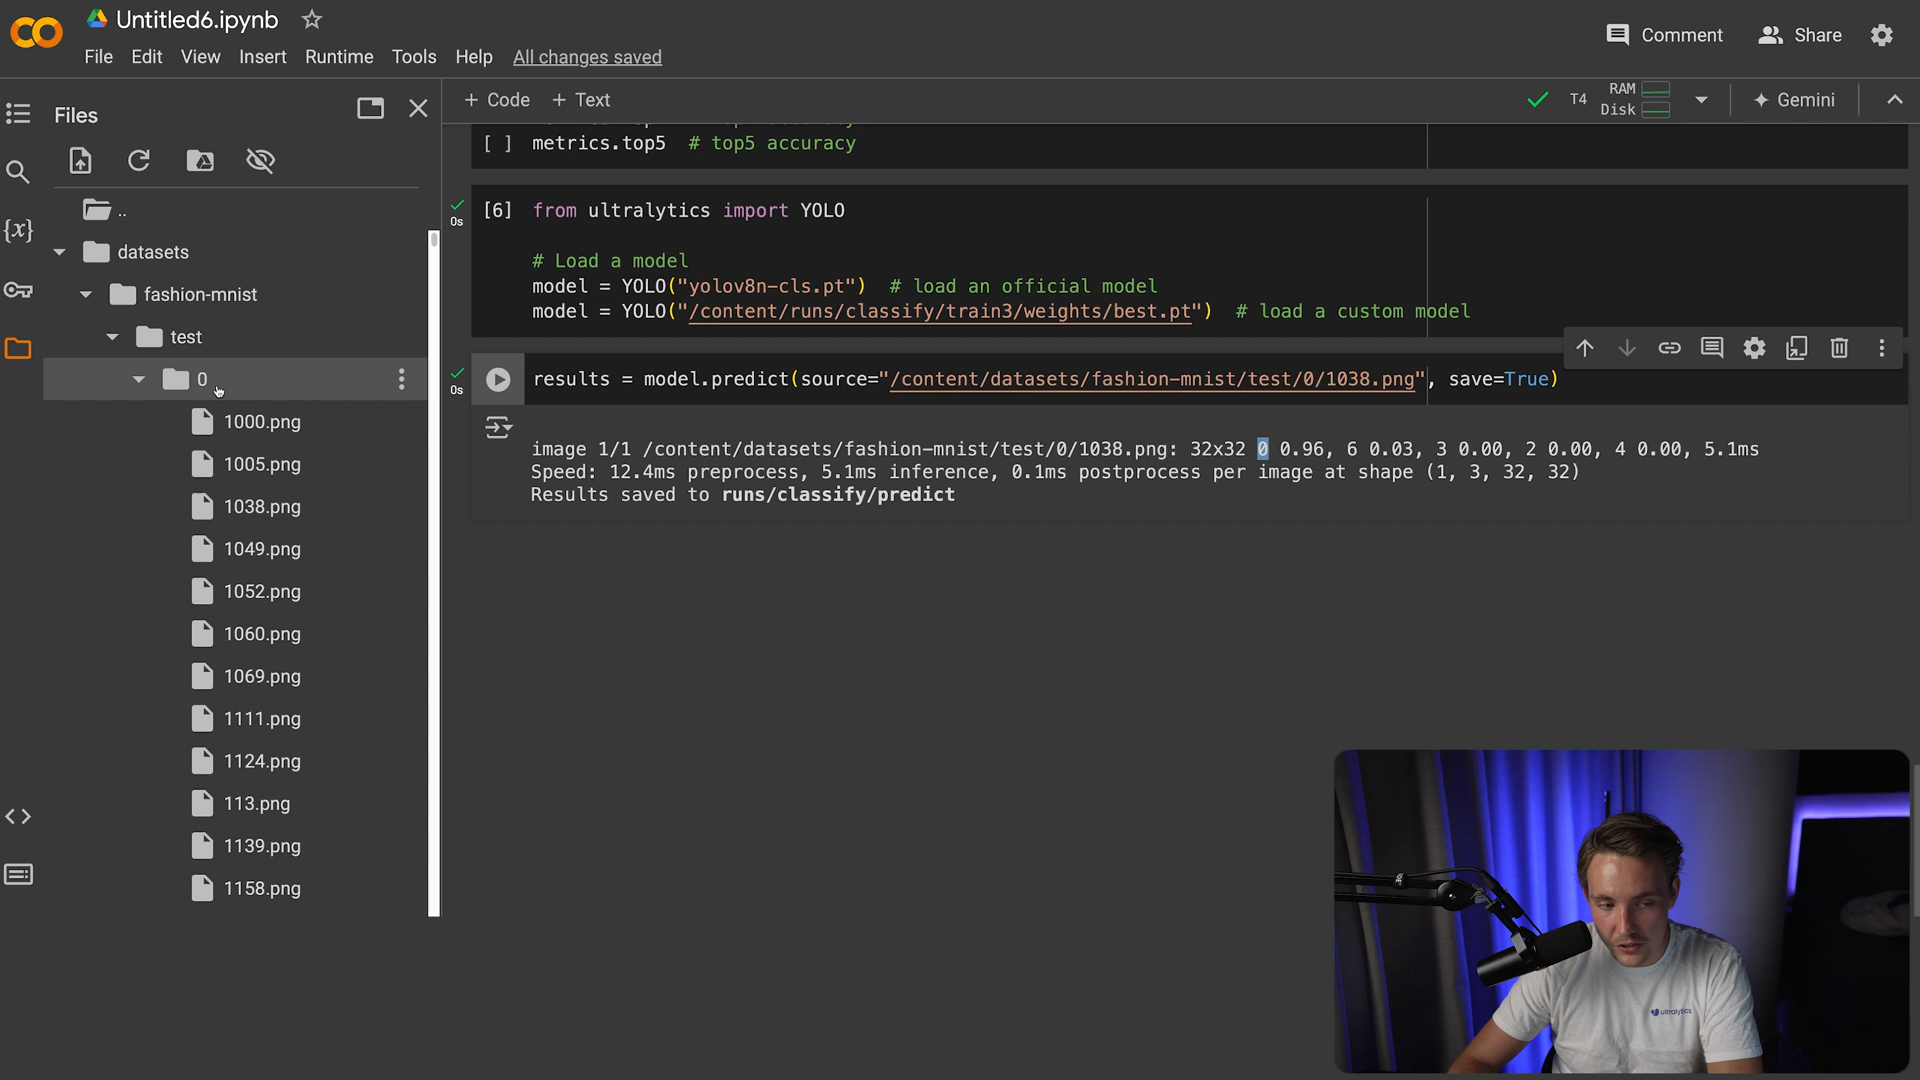 Untitled6.ipynb
File Edit View Insert Runtime Tools Help All changes saved
Comment
Share
Files
+ Code + Text
T4
RAM
Disk
Gemini
..
datasets
fashion-mnist
test
0
1000.png
1005.png
1038.png
1049.png
1052.png
1060.png
1069.png
1111.png
1124.png
113.png
1139.png
1158.png
{x}
[ ] metrics.top5 # top5 accuracy
0s
[6] from ultralytics import YOLO
# Load a model
model = YOLO("yolov8n-cls.pt") # load an official model
model = YOLO("/content/runs/classify/train3/weights/best.pt") # load a custom model
0s
results = model.predict(source="/content/datasets/fashion-mnist/test/0/1038.png", save=True)
image 1/1 /content/datasets/fashion-mnist/test/0/1038.png: 32x32 0 0.96, 6 0.03, 3 0.00, 2 0.00, 4 0.00, 5.1ms
Speed: 12.4ms preprocess, 5.1ms inference, 0.1ms postprocess per image at shape (1, 3, 32, 32)
Results saved to runs/classify/predict
ultralytics